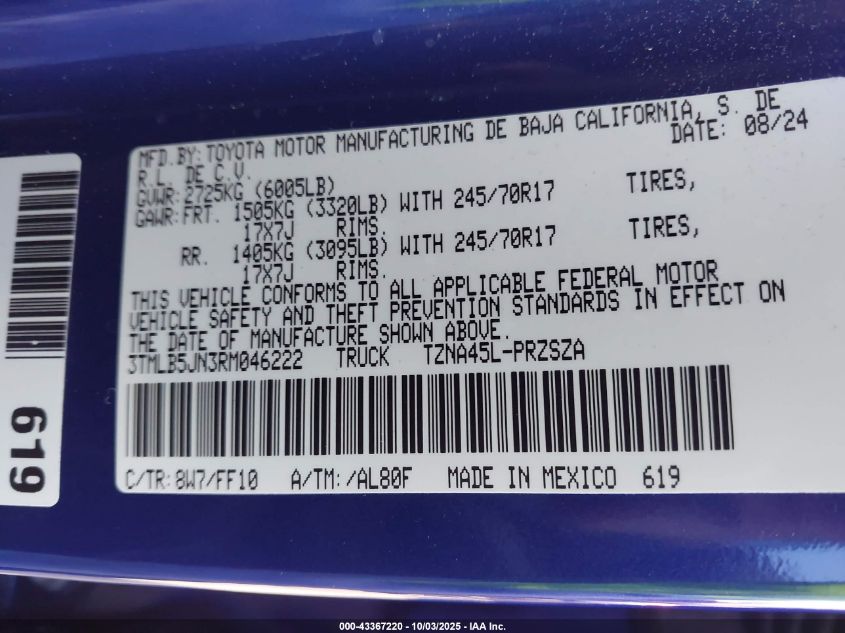 MFD.BY: TOYOTA MOTOR MANUFACTURING DE BAJA CALIFORNIA, S. DE
R.L. DE C.V. DATE: 08/24
GVWR: 2725KG (6005LB)
GAWR: FRT. 1505KG (3320LB) WITH 245/70R17 TIRES,
17X7J RIMS.
RR. 1405KG (3095LB) WITH 245/70R17 TIRES,
17X7J RIMS.
THIS VEHICLE CONFORMS TO ALL APPLICABLE FEDERAL MOTOR
VEHICLE SAFETY AND THEFT PREVENTION STANDARDS IN EFFECT ON
THE DATE OF MANUFACTURE SHOWN ABOVE.
3TMLB5JN3RM046222 TRUCK TZNA45L-PRZSZA
C/TR: 8W7/FF10 A/TM: /AL80F MADE IN MEXICO 619
619
000-43367220 - 10/03/2025 - IAA Inc.